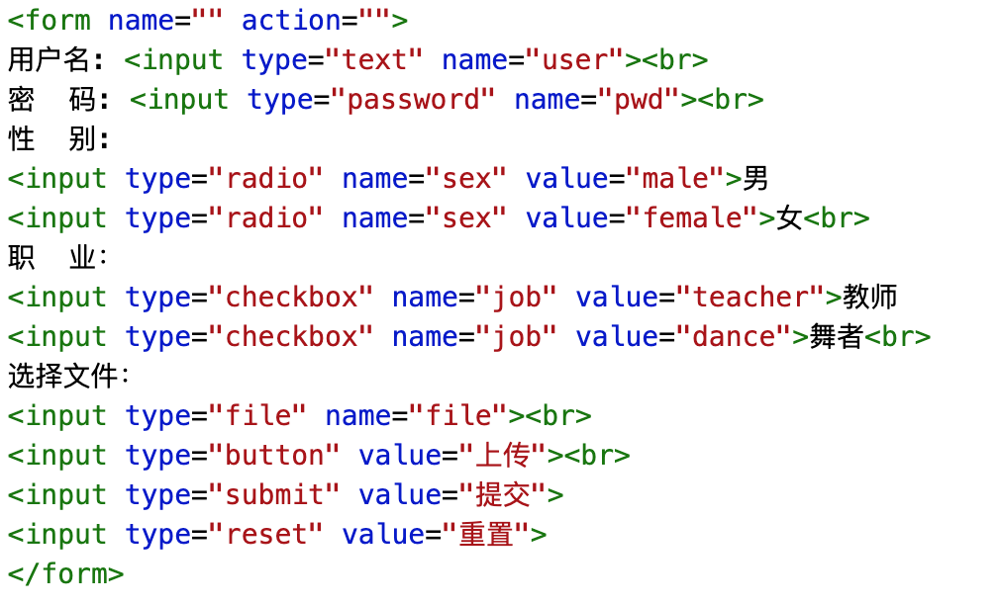 <form name="" action="">
用户名: <input type="text" name="user"><br>
密  码: <input type="password" name="pwd"><br>
性  别:
<input type="radio" name="sex" value="male">男
<input type="radio" name="sex" value="female">女<br>
职  业:
<input type="checkbox" name="job" value="teacher">教师
<input type="checkbox" name="job" value="dance">舞者<br>
选择文件:
<input type="file" name="file"><br>
<input type="button" value="上传"><br>
<input type="submit" value="提交">
<input type="reset" value="重置">
</form>